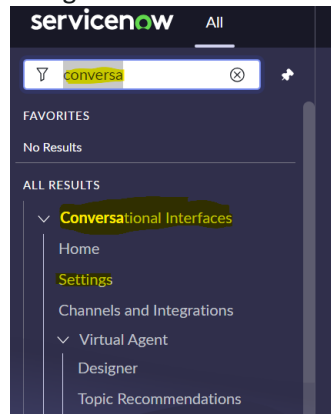 servicenow All
conversa
FAVORITES
No Results
ALL RESULTS
Conversational Interfaces
Home
Settings
Channels and Integrations
Virtual Agent
Designer
Topic Recommendations